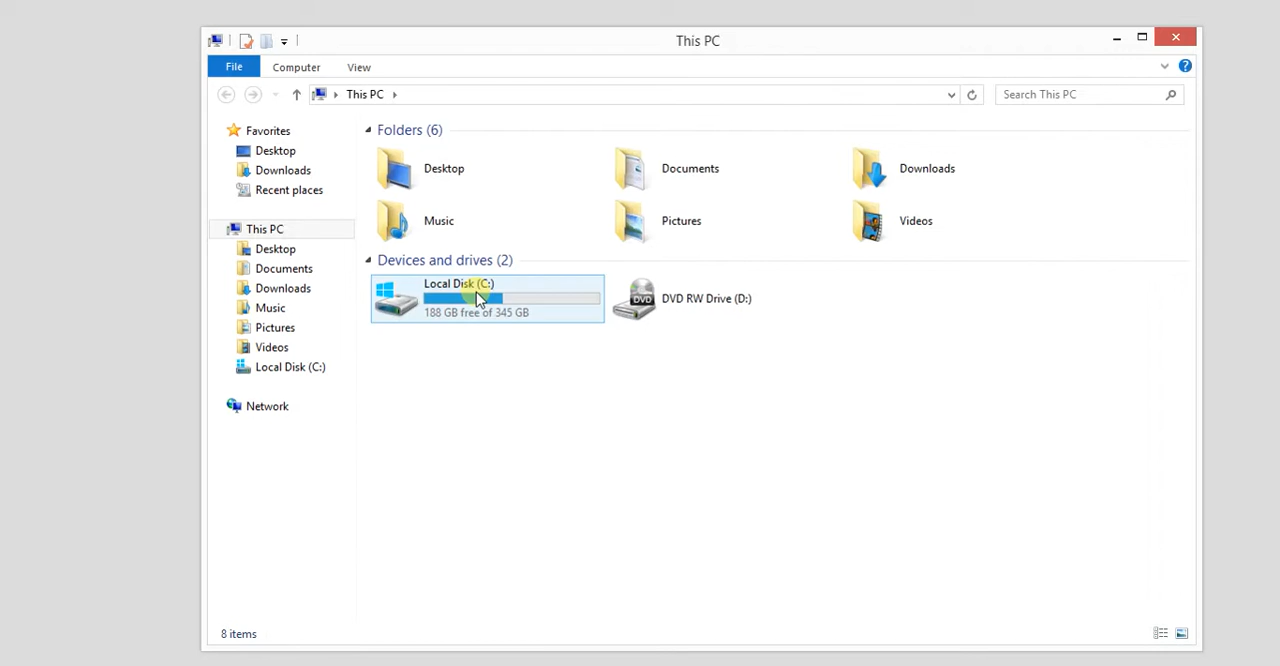 This PC
File Computer View
This PC
Search This PC
Favorites
Desktop
Downloads
Recent places
This PC
Desktop
Documents
Downloads
Music
Pictures
Videos
Local Disk (C:)
Network
Folders (6)
Desktop Documents Downloads
Music Pictures Videos
Devices and drives (2)
Local Disk (C:)
188 GB free of 345 GB
DVD
DVD RW Drive (D:)
8 items